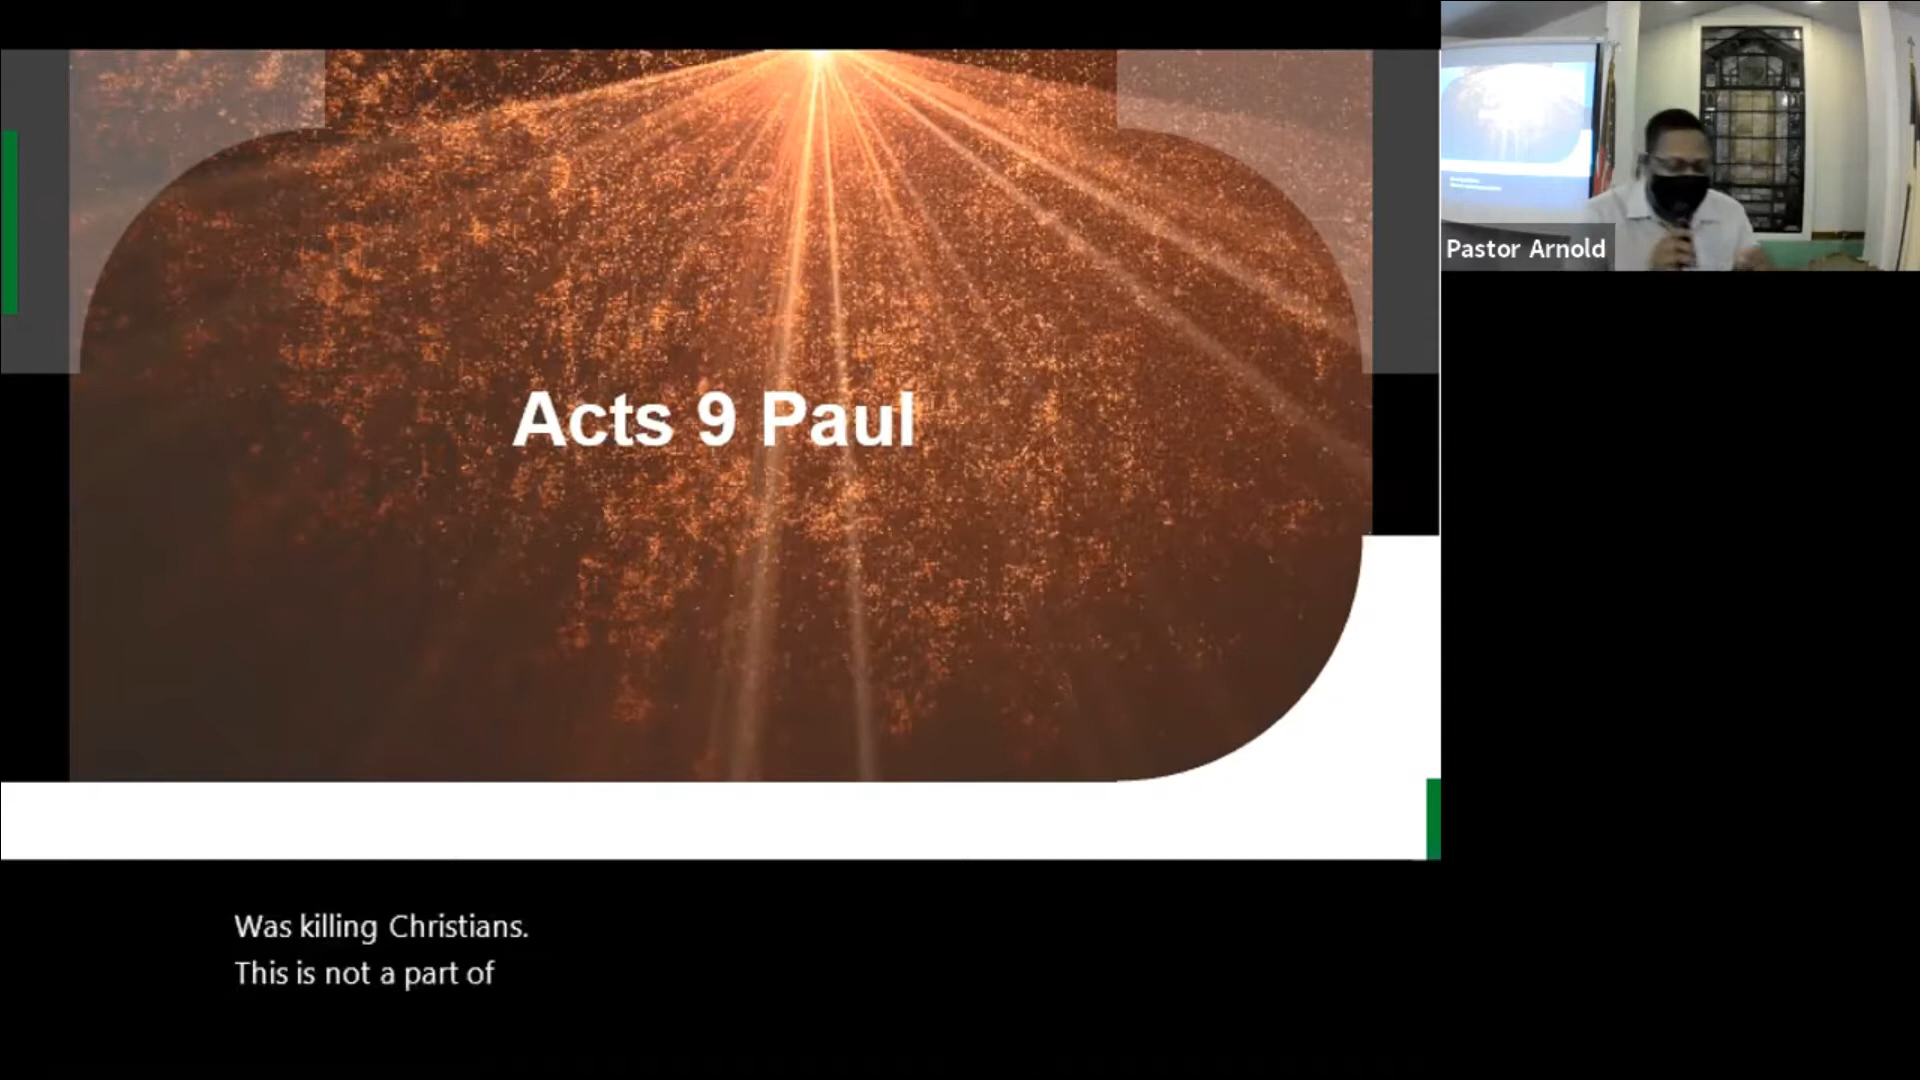 Acts 9 Paul
Pastor Arnold
Was killing Christians.
This is not a part of